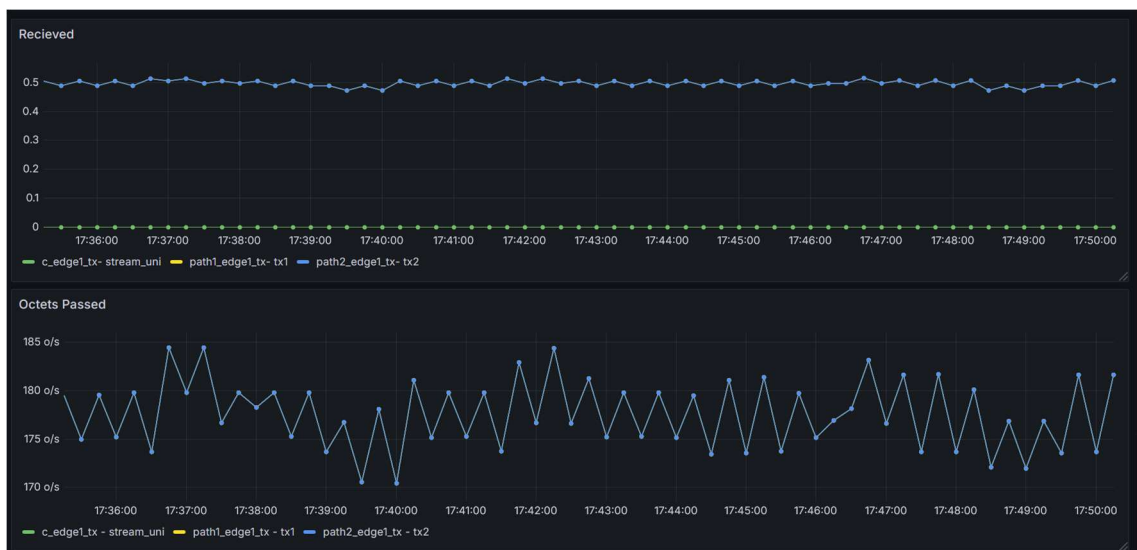 Recieved
0.5
0.4
0.3
0.2
0.1
0
17:36:00 17:37:00 17:38:00 17:39:00 17:40:00 17:41:00 17:42:00 17:43:00 17:44:00 17:45:00 17:46:00 17:47:00 17:48:00 17:49:00 17:50:00
c_edge1_tx- stream_uni path1_edge1_tx- tx1 path2_edge1_tx- tx2
Octets Passed
185 o/s
180 o/s
175 o/s
170 o/s
17:36:00 17:37:00 17:38:00 17:39:00 17:40:00 17:41:00 17:42:00 17:43:00 17:44:00 17:45:00 17:46:00 17:47:00 17:48:00 17:49:00 17:50:00
c_edge1_tx - stream_uni path1_edge1_tx - tx1 path2_edge1_tx - tx2